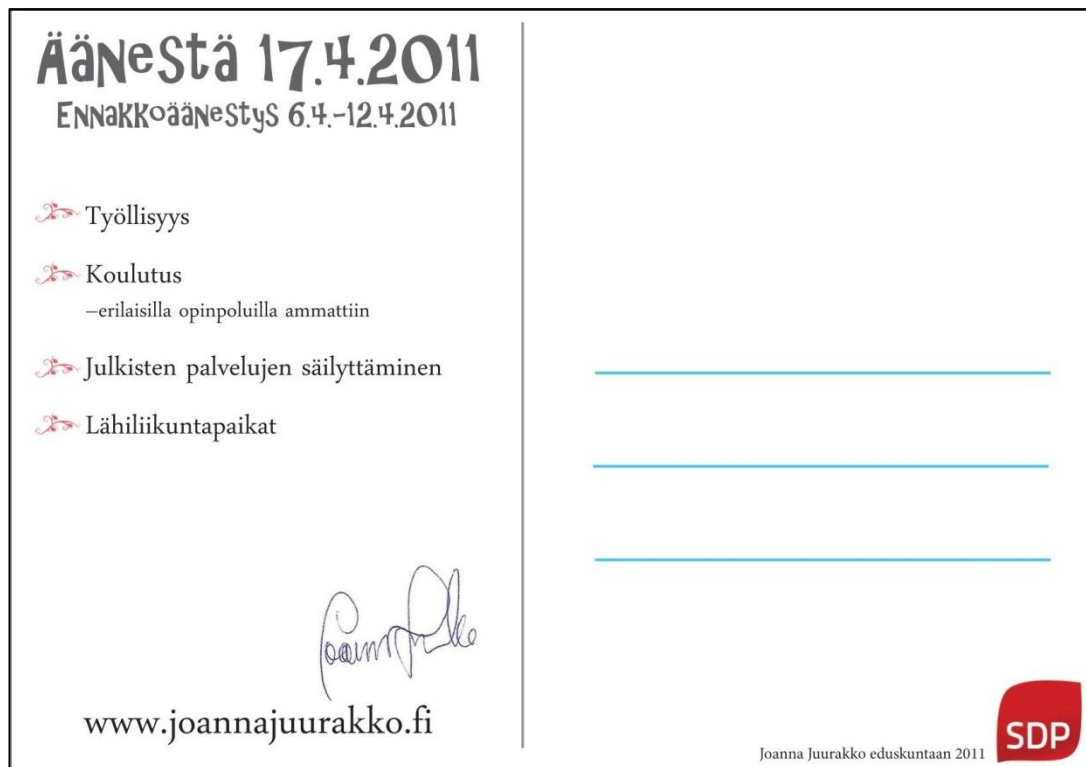 Äänestä 17.4.2011
Ennakkoäänestys 6.4.-12.4.2011
Työllisyys
Koulutus
–erilaisilla opinpoluilla ammattiin
Julkisten palvelujen säilyttäminen
Lähiliikuntapaikat
www.joannajuurakko.fi
Joanna Juurakko eduskuntaan 2011
SDP